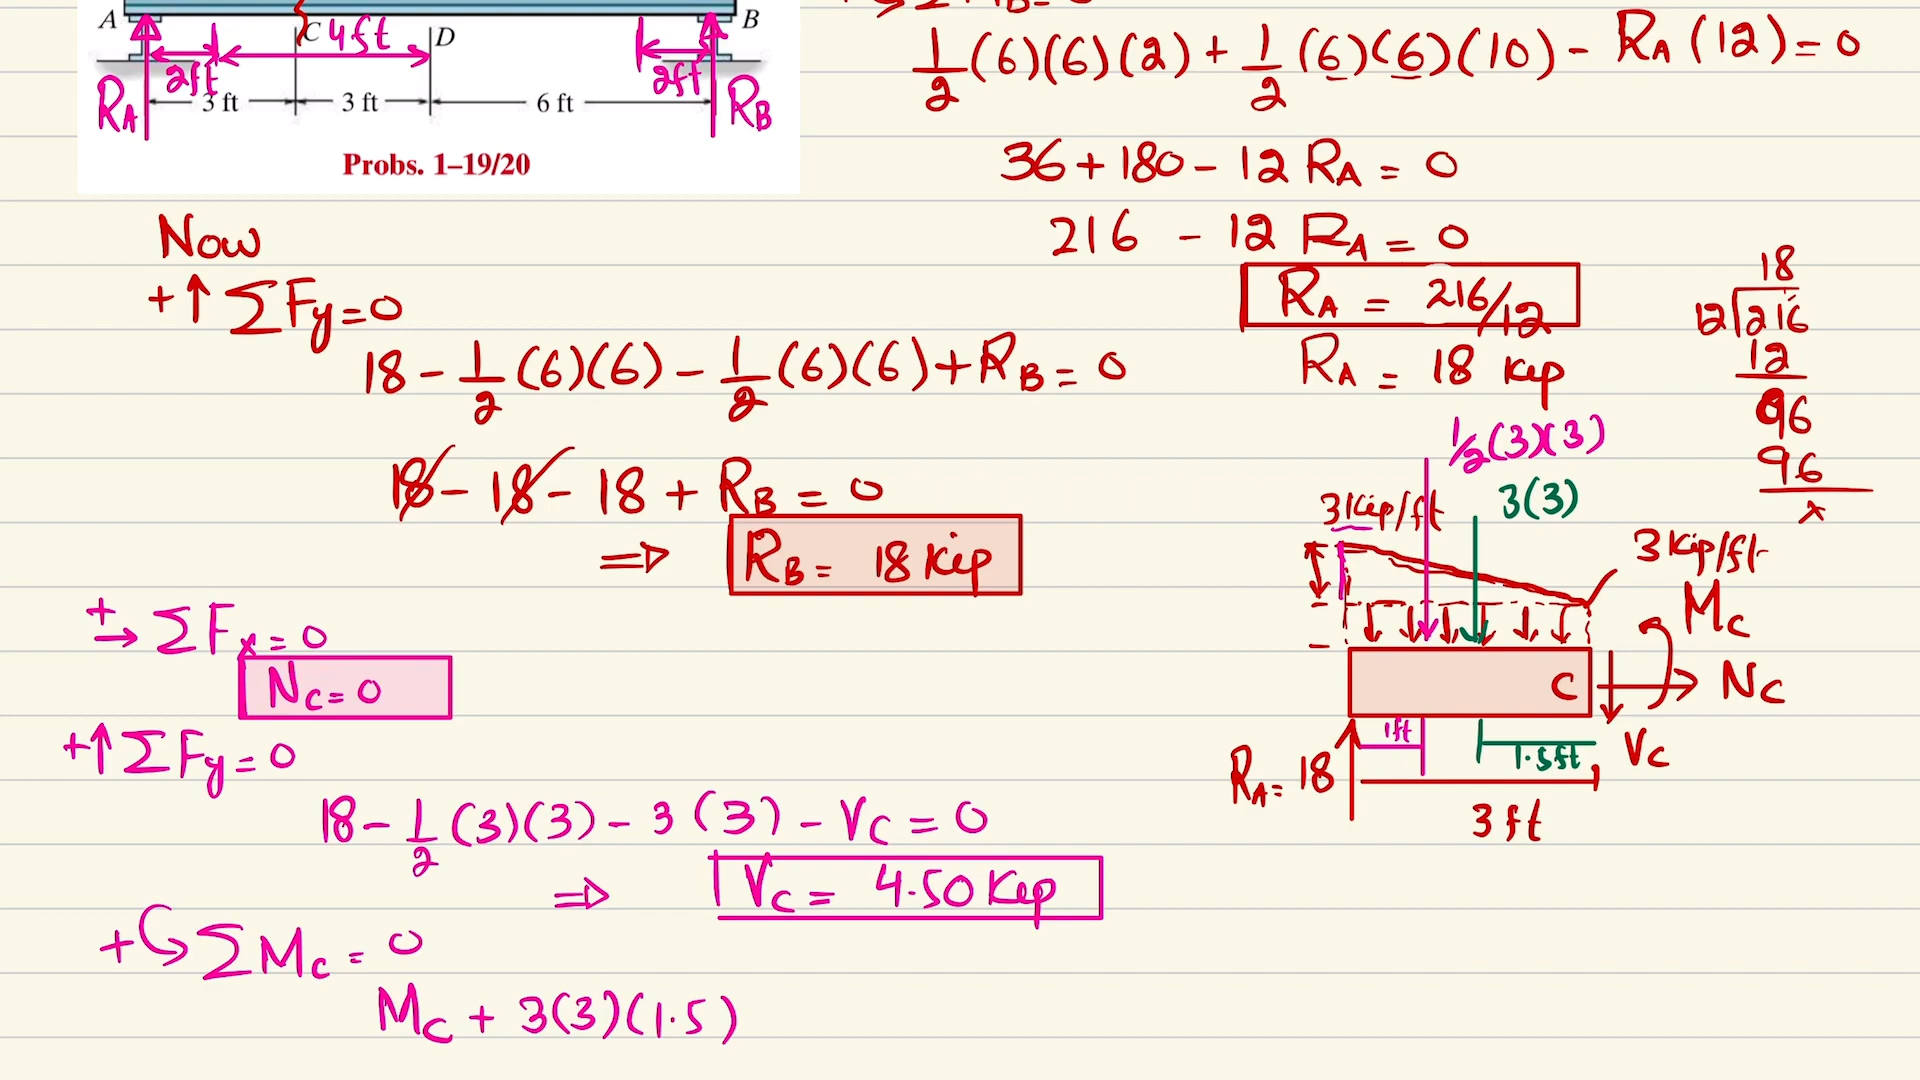 A
B
C 4ft D
2ft
2ft
RA
3 ft
3 ft
6 ft
RB
Probs. 1–19/20
1/2 (6)(6)(2) + 1/2 (6)(6)(10) - RA (12) = 0
36 + 180 - 12 RA = 0
216 - 12 RA = 0
RA = 216/12
RA = 18 Kip
18
12 216
12
96
96
x
Now
+↑ ΣFy = 0
18 - 1/2 (6)(6) - 1/2 (6)(6) + RB = 0
18 - 18 - 18 + RB = 0
⇒ RB = 18 Kip
+→ ΣFx = 0
NC = 0
+↑ ΣFy = 0
18 - 1/2 (3)(3) - 3(3) - VC = 0
⇒ VC = 4.50 Kip
+ ΣMC = 0
MC + 3(3)(1.5)
1/2 (3)(3)
3(3)
3 Kip/ft
3 Kip/ft
MC
C
NC
VC
1ft
1.5ft
RA = 18
3 ft